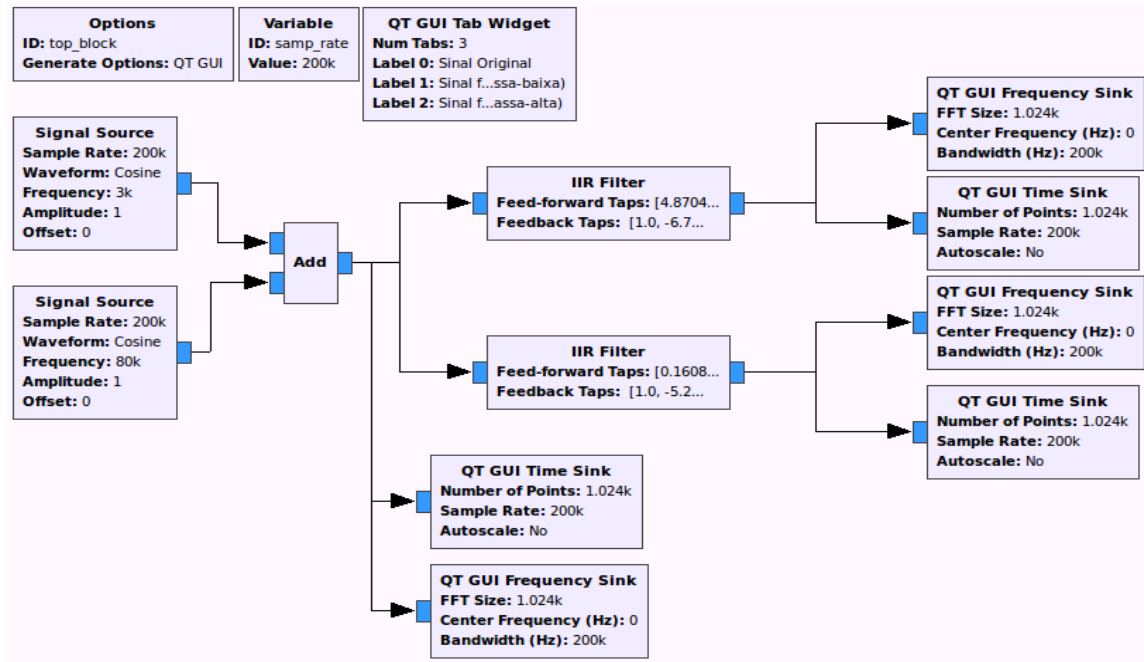 Options
ID: top_block
Generate Options: QT GUI
Variable
ID: samp_rate
Value: 200k
QT GUI Tab Widget
Num Tabs: 3
Label 0: Sinal Original
Label 1: Sinal f...ssa-baixa)
Label 2: Sinal f...assa-alta)
Signal Source
Sample Rate: 200k
Waveform: Cosine
Frequency: 3k
Amplitude: 1
Offset: 0
Signal Source
Sample Rate: 200k
Waveform: Cosine
Frequency: 80k
Amplitude: 1
Offset: 0
Add
IIR Filter
Feed-forward Taps: [4.8704...
Feedback Taps: [1.0, -6.7...
IIR Filter
Feed-forward Taps: [0.1608...
Feedback Taps: [1.0, -5.2...
QT GUI Frequency Sink
FFT Size: 1.024k
Center Frequency (Hz): 0
Bandwidth (Hz): 200k
QT GUI Time Sink
Number of Points: 1.024k
Sample Rate: 200k
Autoscale: No
QT GUI Frequency Sink
FFT Size: 1.024k
Center Frequency (Hz): 0
Bandwidth (Hz): 200k
QT GUI Time Sink
Number of Points: 1.024k
Sample Rate: 200k
Autoscale: No
QT GUI Time Sink
Number of Points: 1.024k
Sample Rate: 200k
Autoscale: No
QT GUI Frequency Sink
FFT Size: 1.024k
Center Frequency (Hz): 0
Bandwidth (Hz): 200k